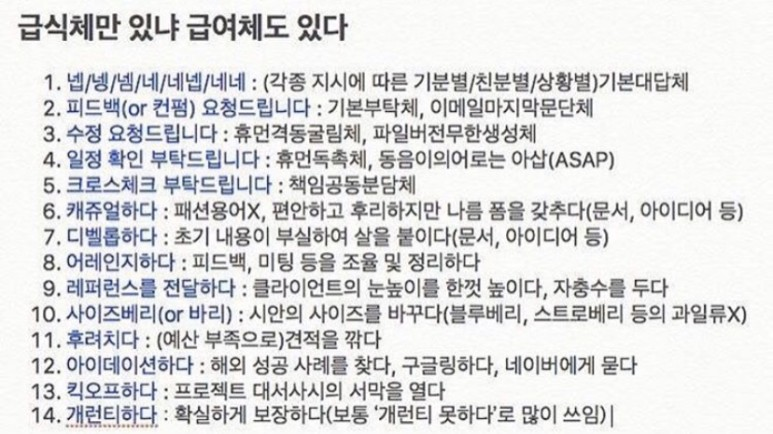 급식체만 있냐 급여체도 있다
1. 넵/넹/넴/네/네넵/네네 : (각종 지시에 따른 기분별/친분별/상황별)기본대답체
2. 피드백(or 컨펌) 요청드립니다 : 기본부탁체, 이메일마지막문단체
3. 수정 요청드립니다 : 휴먼격동굴림체, 파일버전무한생성체
4. 일정 확인 부탁드립니다 : 휴먼독촉체, 동음이의어로는 아삽(ASAP)
5. 크로스체크 부탁드립니다 : 책임공동분담체
6. 캐쥬얼하다 : 패션용어X, 편안하고 후리하지만 나름 폼을 갖추다(문서, 아이디어 등)
7. 디벨롭하다 : 초기 내용이 부실하여 살을 붙이다(문서, 아이디어 등)
8. 어레인지하다 : 피드백, 미팅 등을 조율 및 정리하다
9. 레퍼런스를 전달하다 : 클라이언트의 눈높이를 한껏 높이다, 자충수를 두다
10. 사이즈베리(or 바리) : 시안의 사이즈를 바꾸다(블루베리, 스트로베리 등의 과일류X)
11. 후려치다 : (예산 부족으로)견적을 깎다
12. 아이데이션하다 : 해외 성공 사례를 찾다, 구글링하다, 네이버에게 묻다
13. 킥오프하다 : 프로젝트 대서사시의 서막을 열다
14. 개런티하다 : 확실하게 보장하다(보통 '개런티 못하다'로 많이 쓰임)